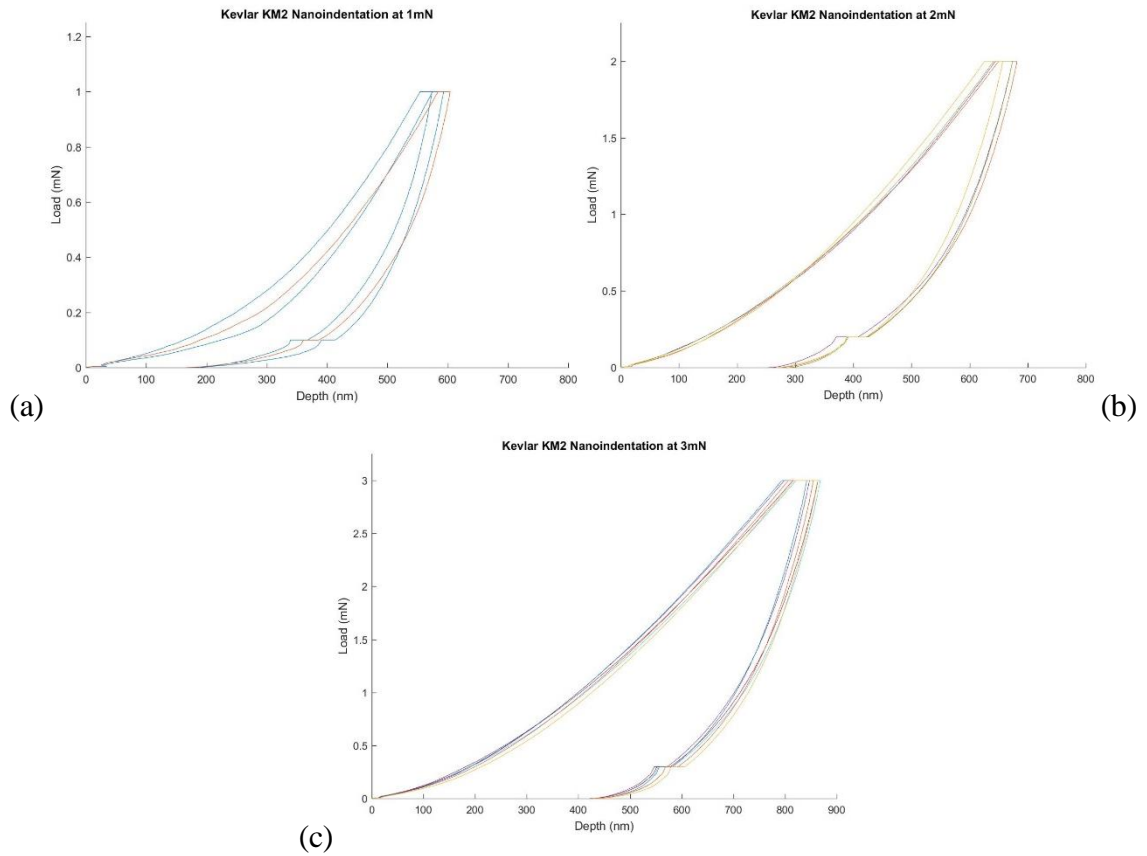 Kevlar KM2 Nanoindentation at 1mN
1.2
1
0.8
0.6
0.4
0.2
0
Load (mN)
0 100 200 300 400 500 600 700 800
Depth (nm)
(a)
Kevlar KM2 Nanoindentation at 2mN
2
1.5
1
0.5
0
Load (mN)
0 100 200 300 400 500 600 700 800
Depth (nm)
(b)
Kevlar KM2 Nanoindentation at 3mN
3
2.5
2
1.5
1
0.5
0
Load (mN)
0 100 200 300 400 500 600 700 800 900
Depth (nm)
(c)